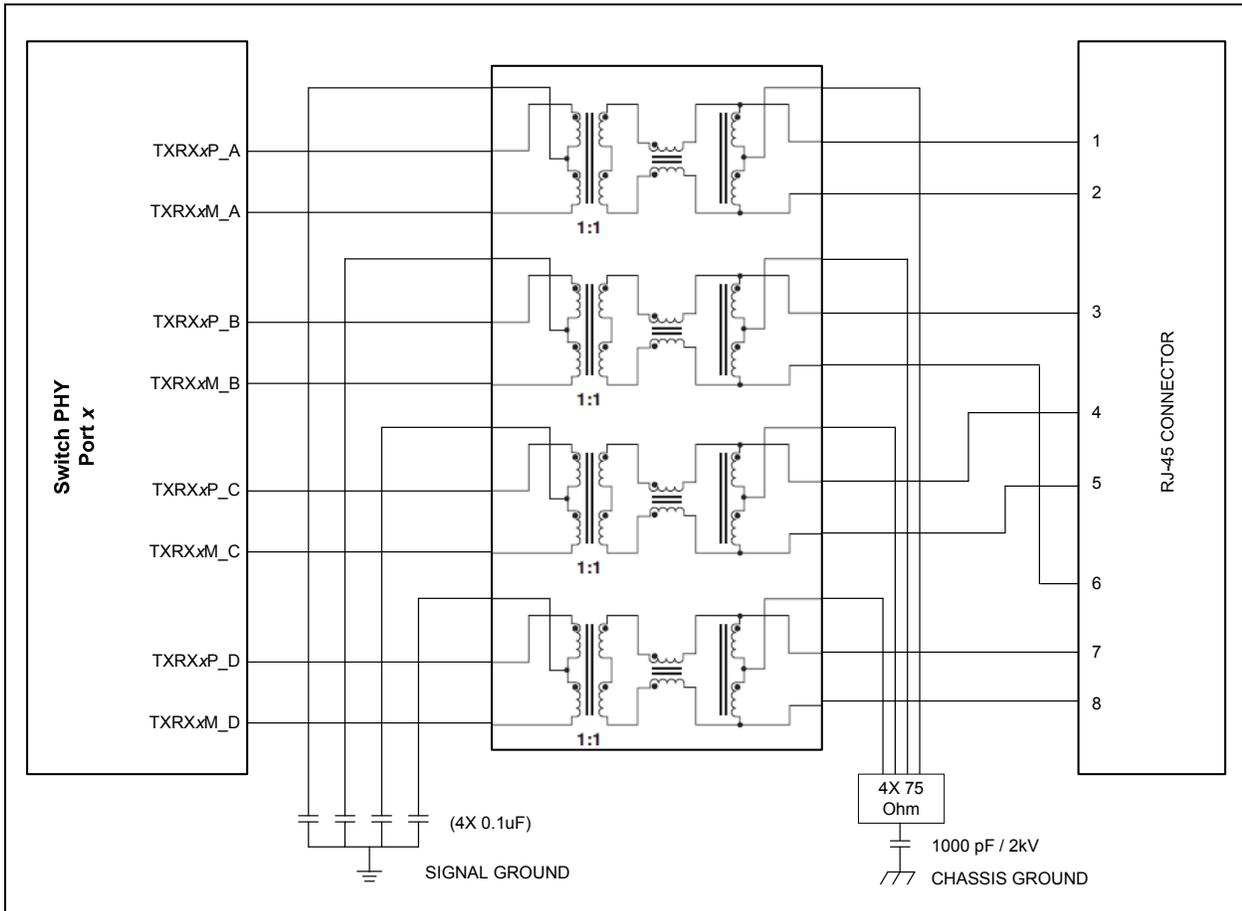 Switch PHY
Port x
TXRXxP_A
TXRXxM_A
TXRXxP_B
TXRXxM_B
TXRXxP_C
TXRXxM_C
TXRXxP_D
TXRXxM_D
1:1
1:1
1:1
1:1
1
2
3
4
5
6
7
8
RJ-45 CONNECTOR
(4X 0.1uF)
SIGNAL GROUND
4X 75
Ohm
1000 pF / 2kV
CHASSIS GROUND